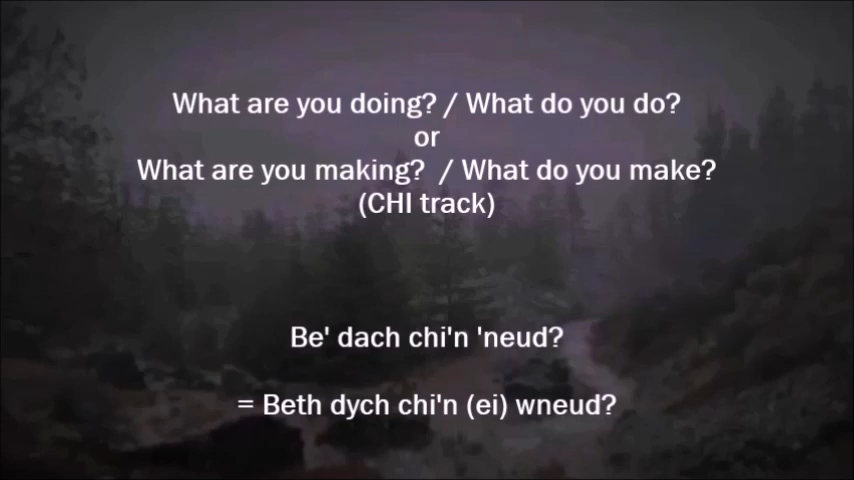 What are you doing? / What do you do?
or
What are you making? / What do you make?
(CHI track)
Be' dach chi'n 'neud?
= Beth dych chi'n (ei) wneud?